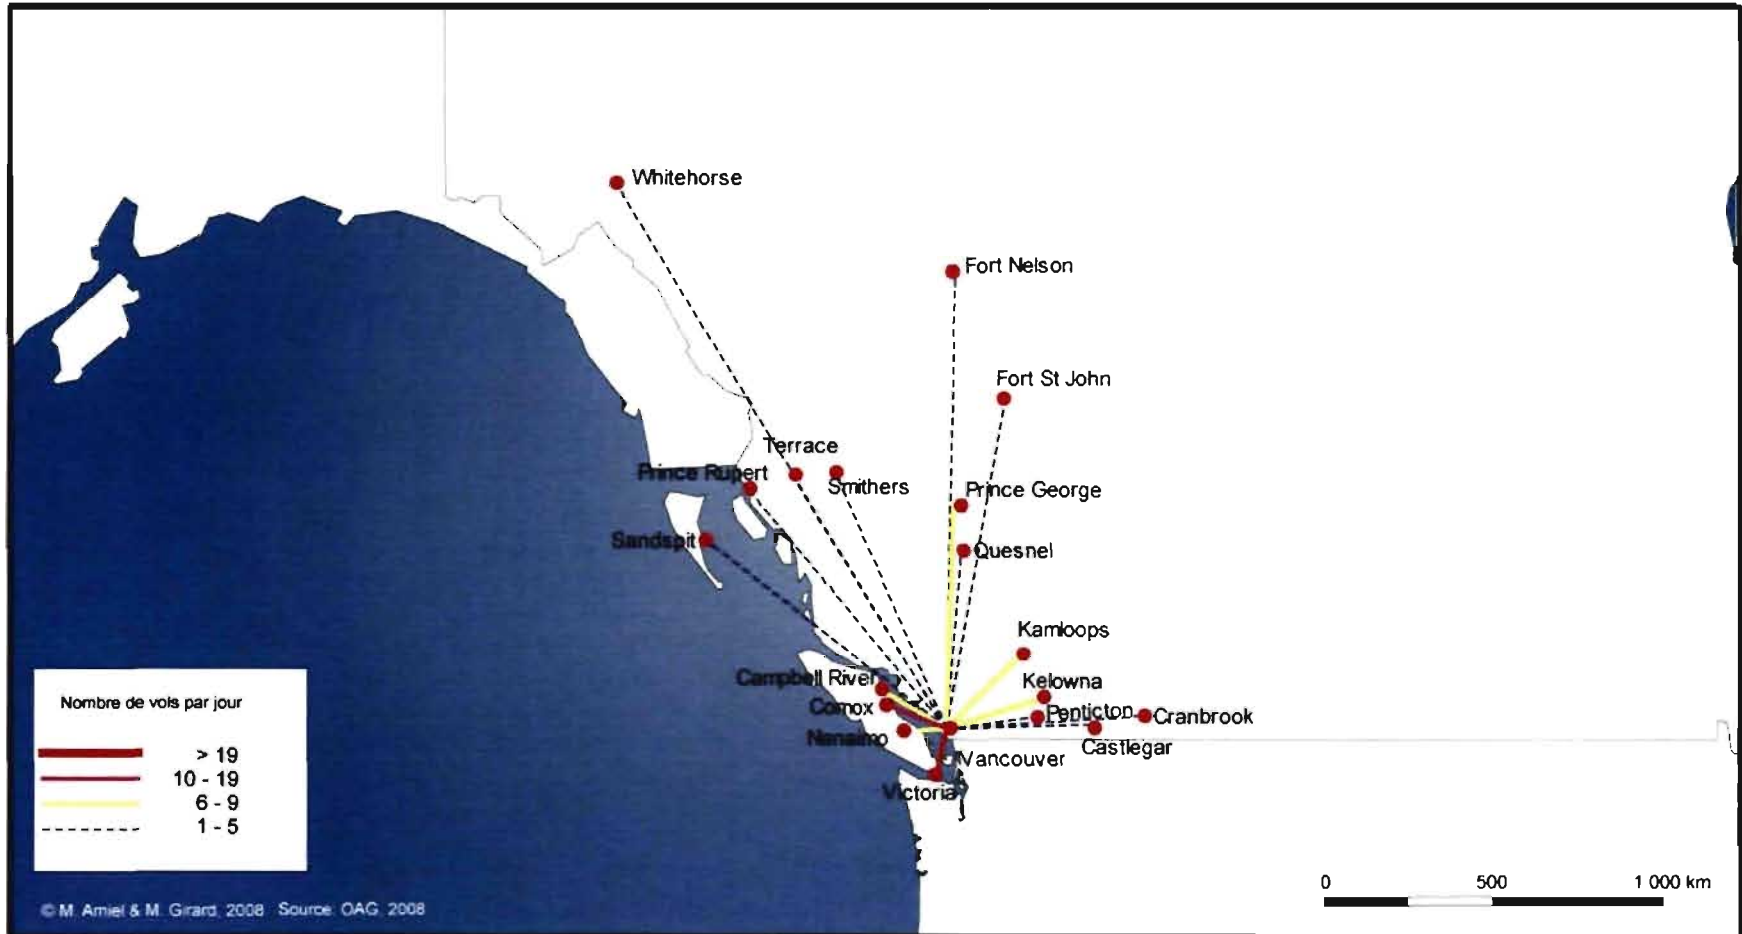 Whitehorse
Fort Nelson
Fort St John
Terrace
Prince Rupert
Smithers
Prince George
Sandspit
Quesnel
Kamloops
Campbell River
Kelowna
Comox
Penticton
Cranbrook
Nanaimo
Castlegar
Vancouver
Victoria
Nombre de vols par jour
> 19
10 - 19
6 - 9
1 - 5
0 500 1 000 km
© M. Amiel & M. Girard, 2008 Source: OAG, 2008